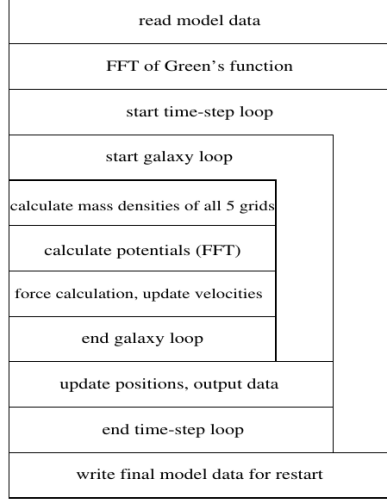 read model data
FFT of Green's function
start time-step loop
start galaxy loop
calculate mass densities of all 5 grids
calculate potentials (FFT)
force calculation, update velocities
end galaxy loop
update positions, output data
end time-step loop
write final model data for restart